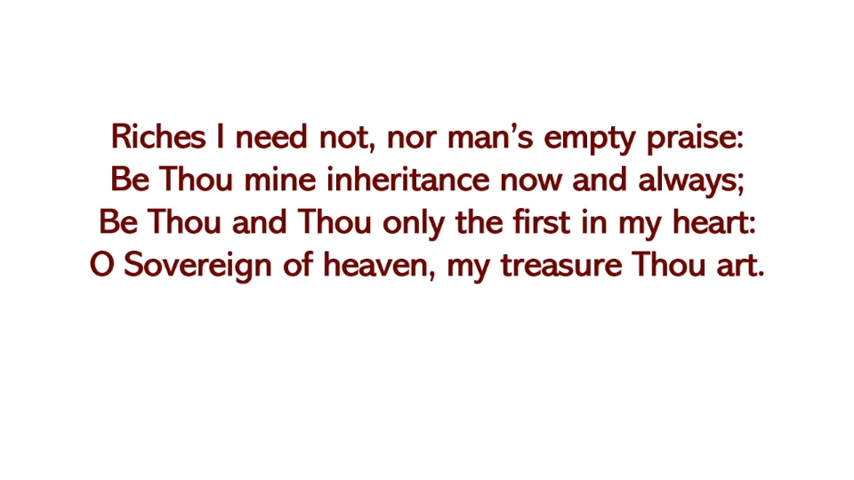 Riches I need not, nor man’s empty praise:
Be Thou mine inheritance now and always;
Be Thou and Thou only the first in my heart:
O Sovereign of heaven, my treasure Thou art.